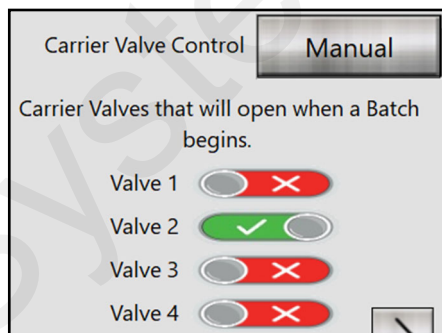 Carrier Valve Control Manual
Carrier Valves that will open when a Batch
begins.
Valve 1
Valve 2
Valve 3
Valve 4